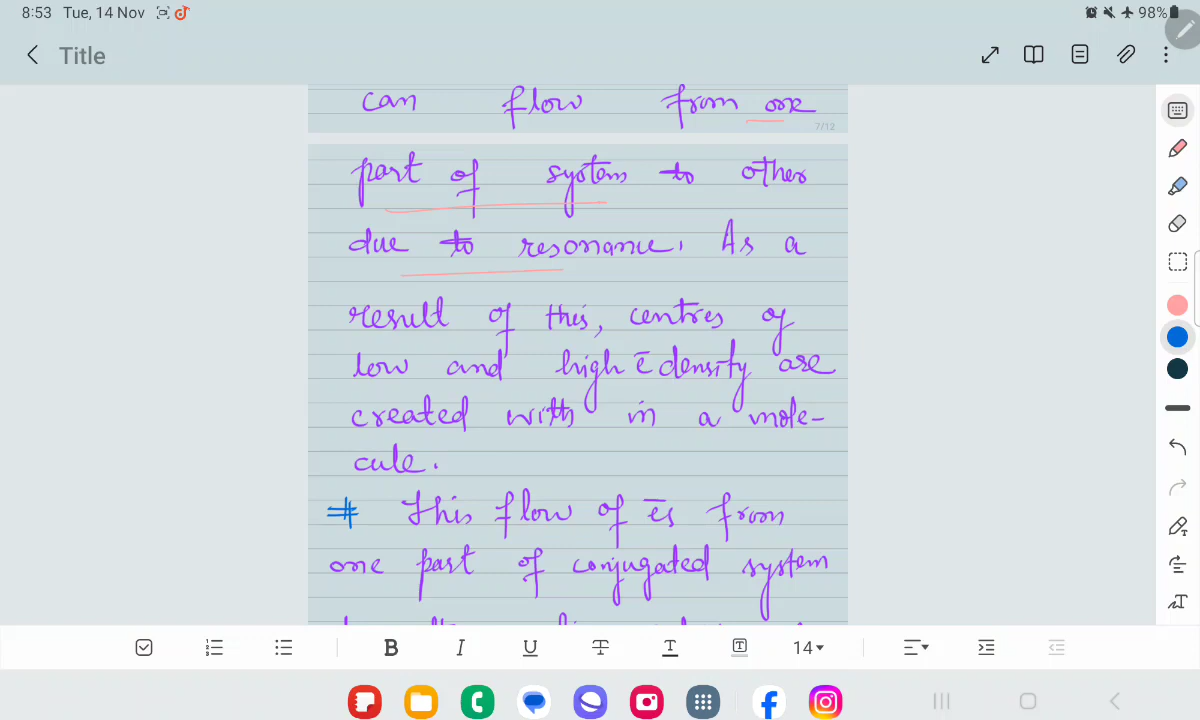 8:53 Tue, 14 Nov 98%
Title
can flow from one
7/12
part of system to other
due to resonance. As a
result of this, centres of
low and high ē density are
created with in a mole-
cule.
# This flow of ēs from
one part of conjugated system
B I U T T T 14